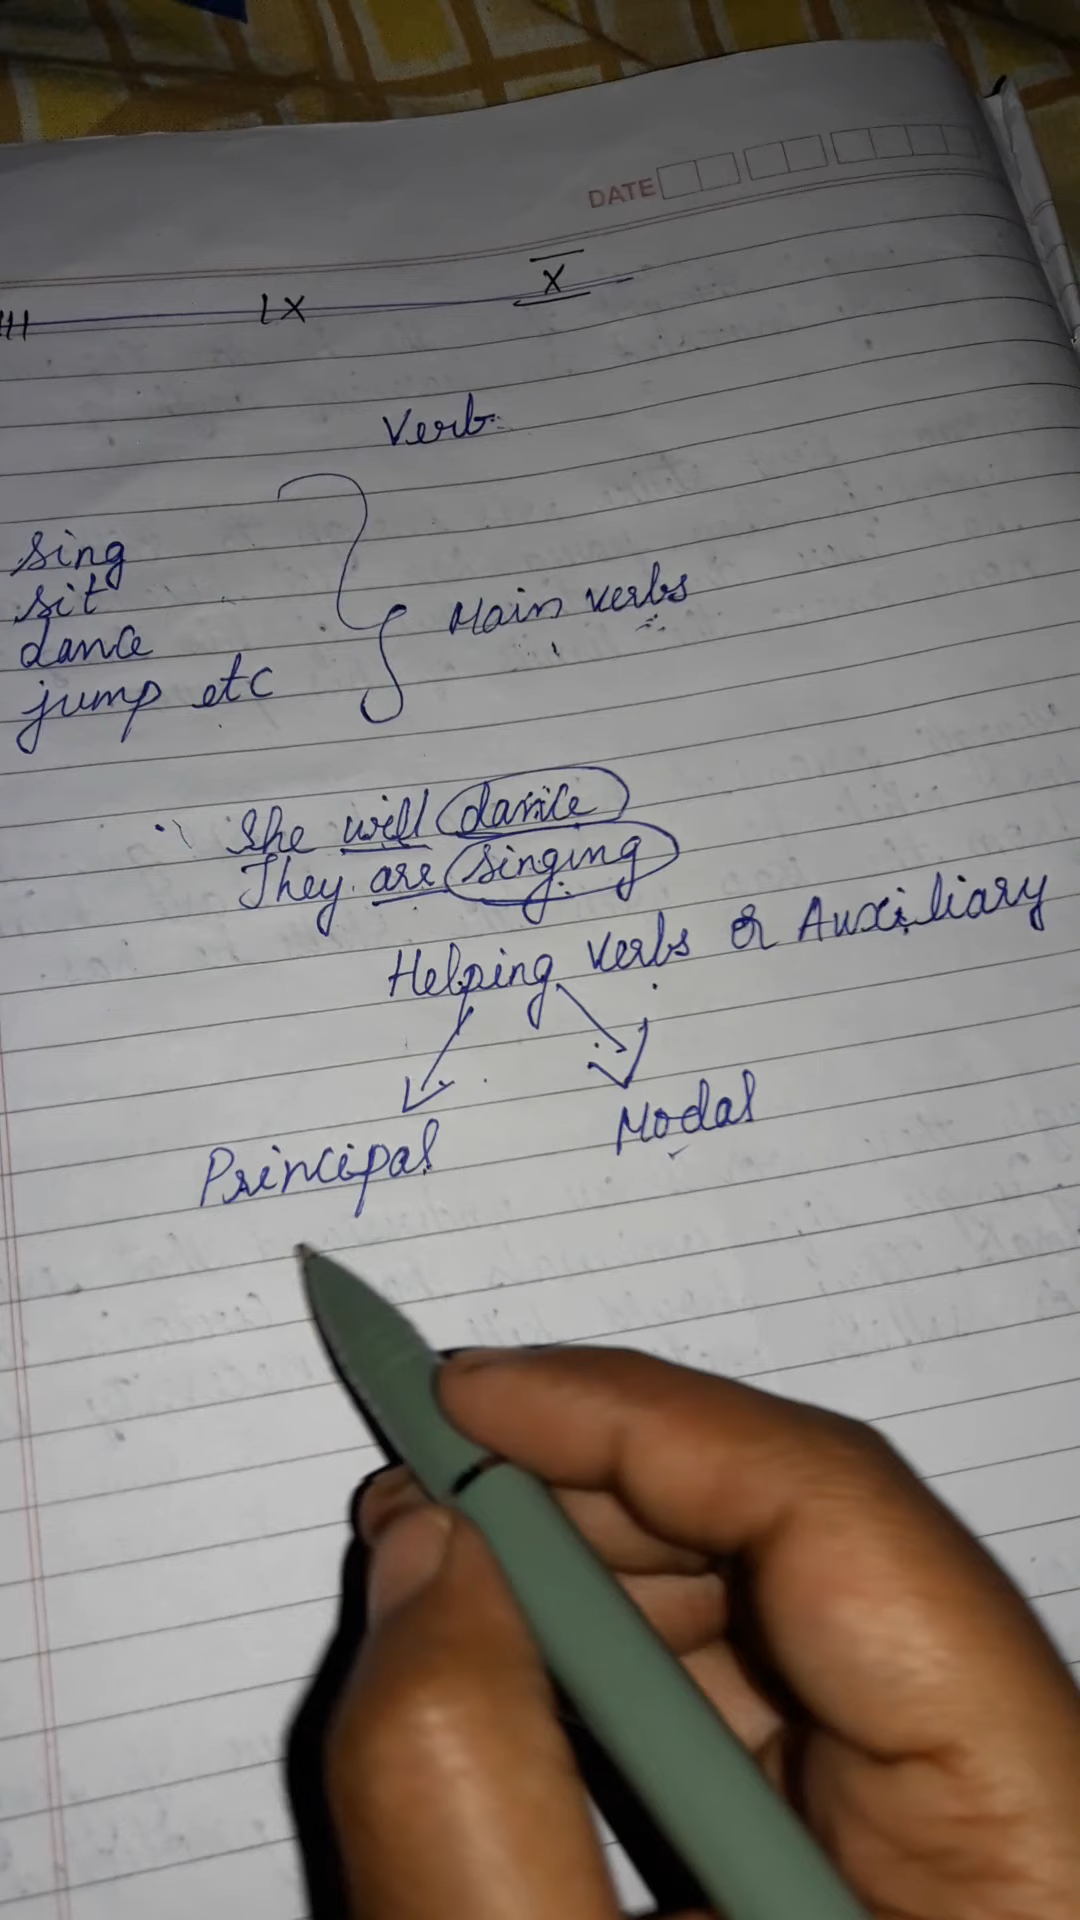 DATE
III IX X
Verb
sing
sit
dance
jump etc
Main verbs
She will dance
They are singing
Helping verbs or Auxiliary
Principal
Modal